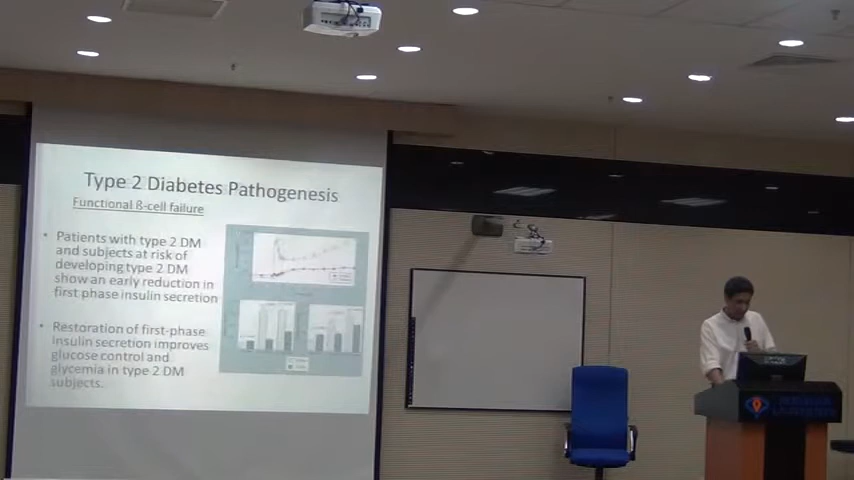 Type 2 Diabetes Pathogenesis
Functional ß-cell failure
• Patients with type 2 DM
and subjects at risk of
developing type 2 DM
show an early reduction in
first phase insulin secretion
• Restoration of first-phase
insulin secretion improves
glucose control and
glycemia in type 2 DM
subjects.